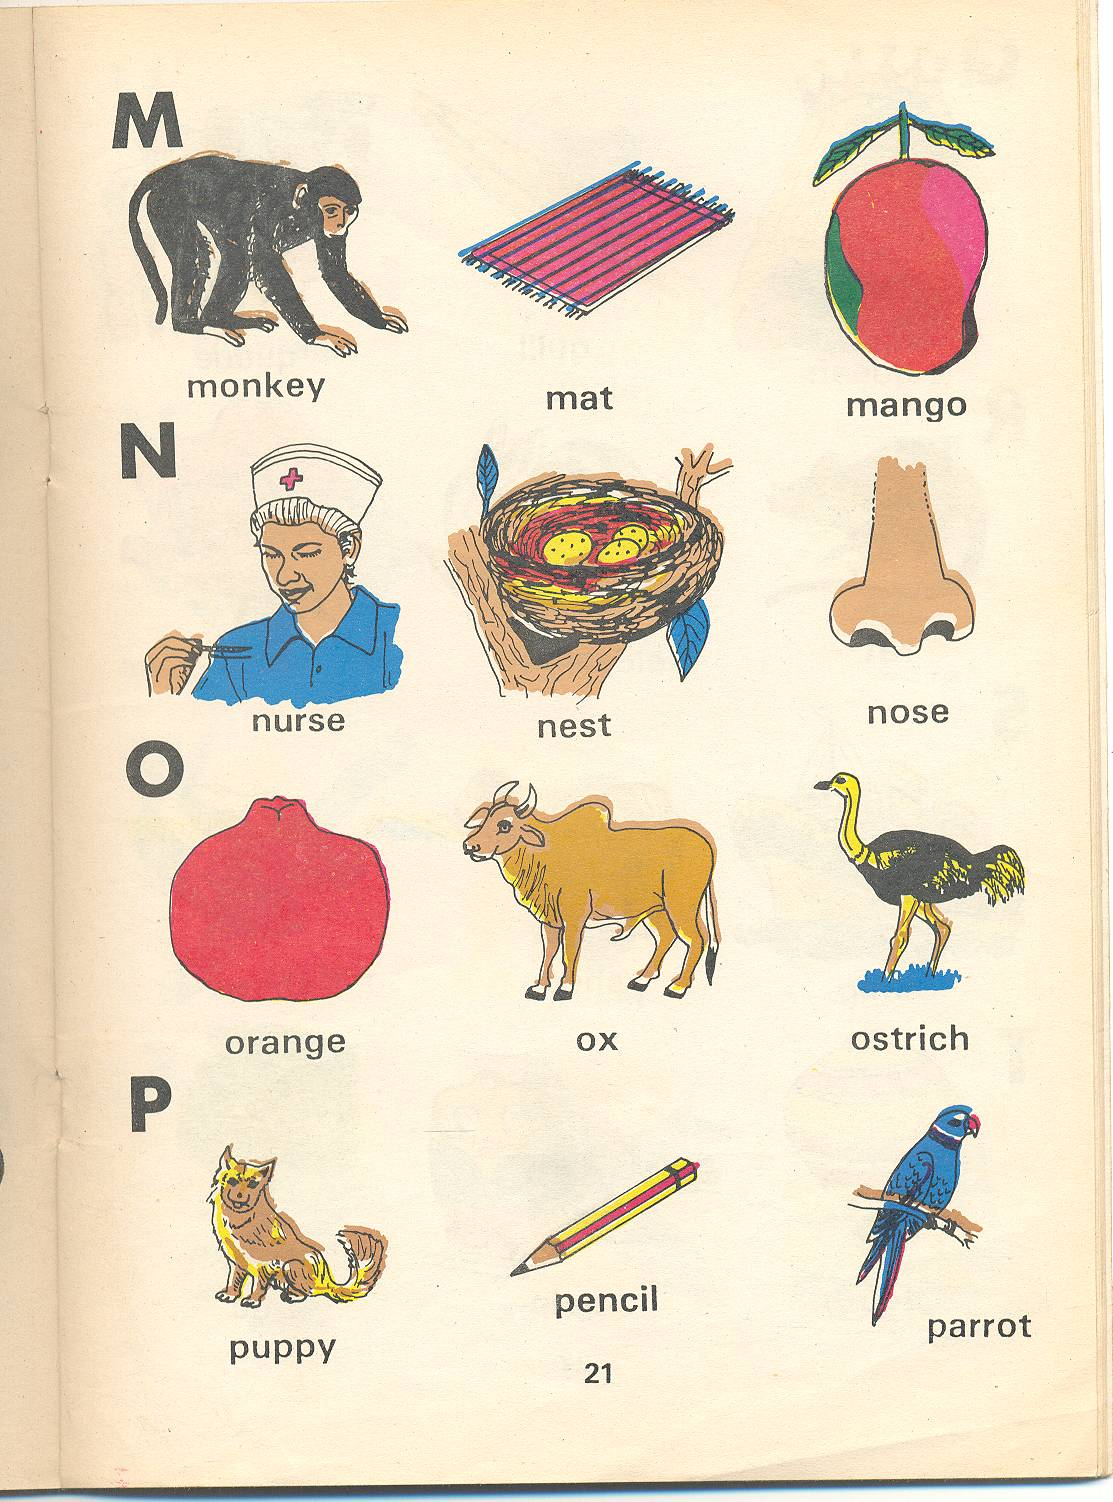 M
monkey mat mango
N
nurse nest nose
O
orange ox ostrich
P
puppy pencil parrot
21